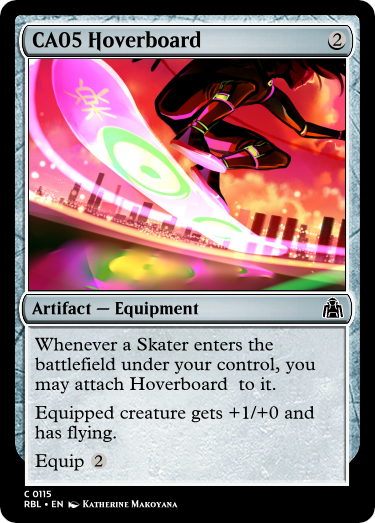 CA05 Hoverboard 2
Artifact — Equipment
Whenever a Skater enters the
battlefield under your control, you
may attach Hoverboard  to it.
Equipped creature gets +1/+0 and
has flying.
Equip 2
C 0115
RBL • EN Katherine Makoyana